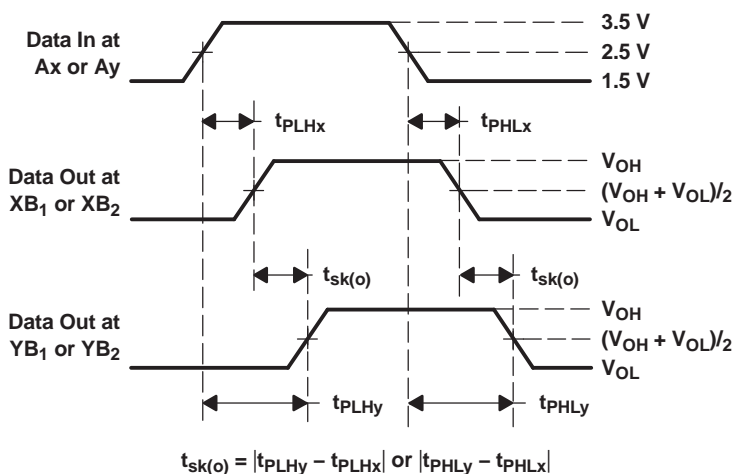 3.5 V
Data In at
Ax or Ay
2.5 V
1.5 V
tPLHx
tPHLx
Data Out at
XB1 or XB2
VOH
(VOH + VOL)/2
VOL
tsk(o)
tsk(o)
Data Out at
YB1 or YB2
VOH
(VOH + VOL)/2
VOL
tPLHy
tPHLy
tsk(o) = |tPLHy – tPLHx| or |tPHLy – tPHLx|